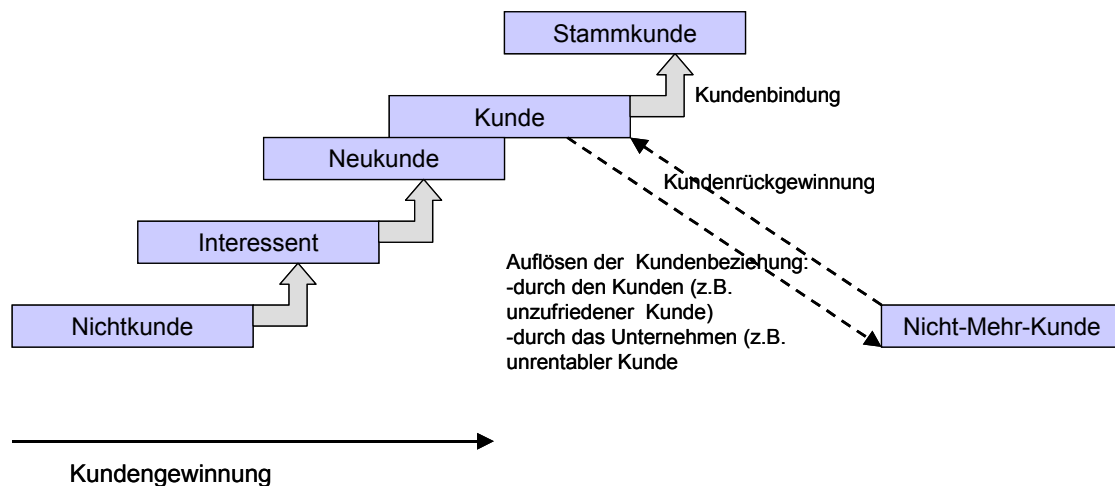 Stammkunde
Kundenbindung
Kunde
Neukunde
Kundenrückgewinnung
Interessent
Auflösen der Kundenbeziehung:
-durch den Kunden (z.B.
unzufriedener Kunde)
-durch das Unternehmen (z.B.
unrentabler Kunde
Nichtkunde
Nicht-Mehr-Kunde
Kundengewinnung